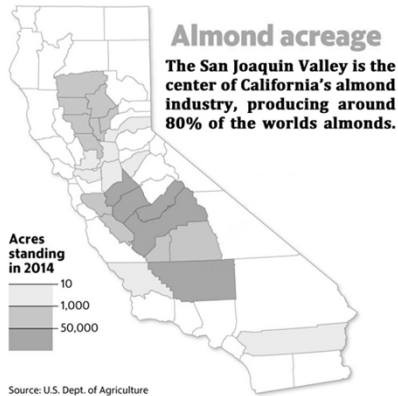 Almond acreage
The San Joaquin Valley is the
center of California's almond
industry, producing around
80% of the worlds almonds.
Acres
standing
in 2014
10
1,000
50,000
Source: U.S. Dept. of Agriculture